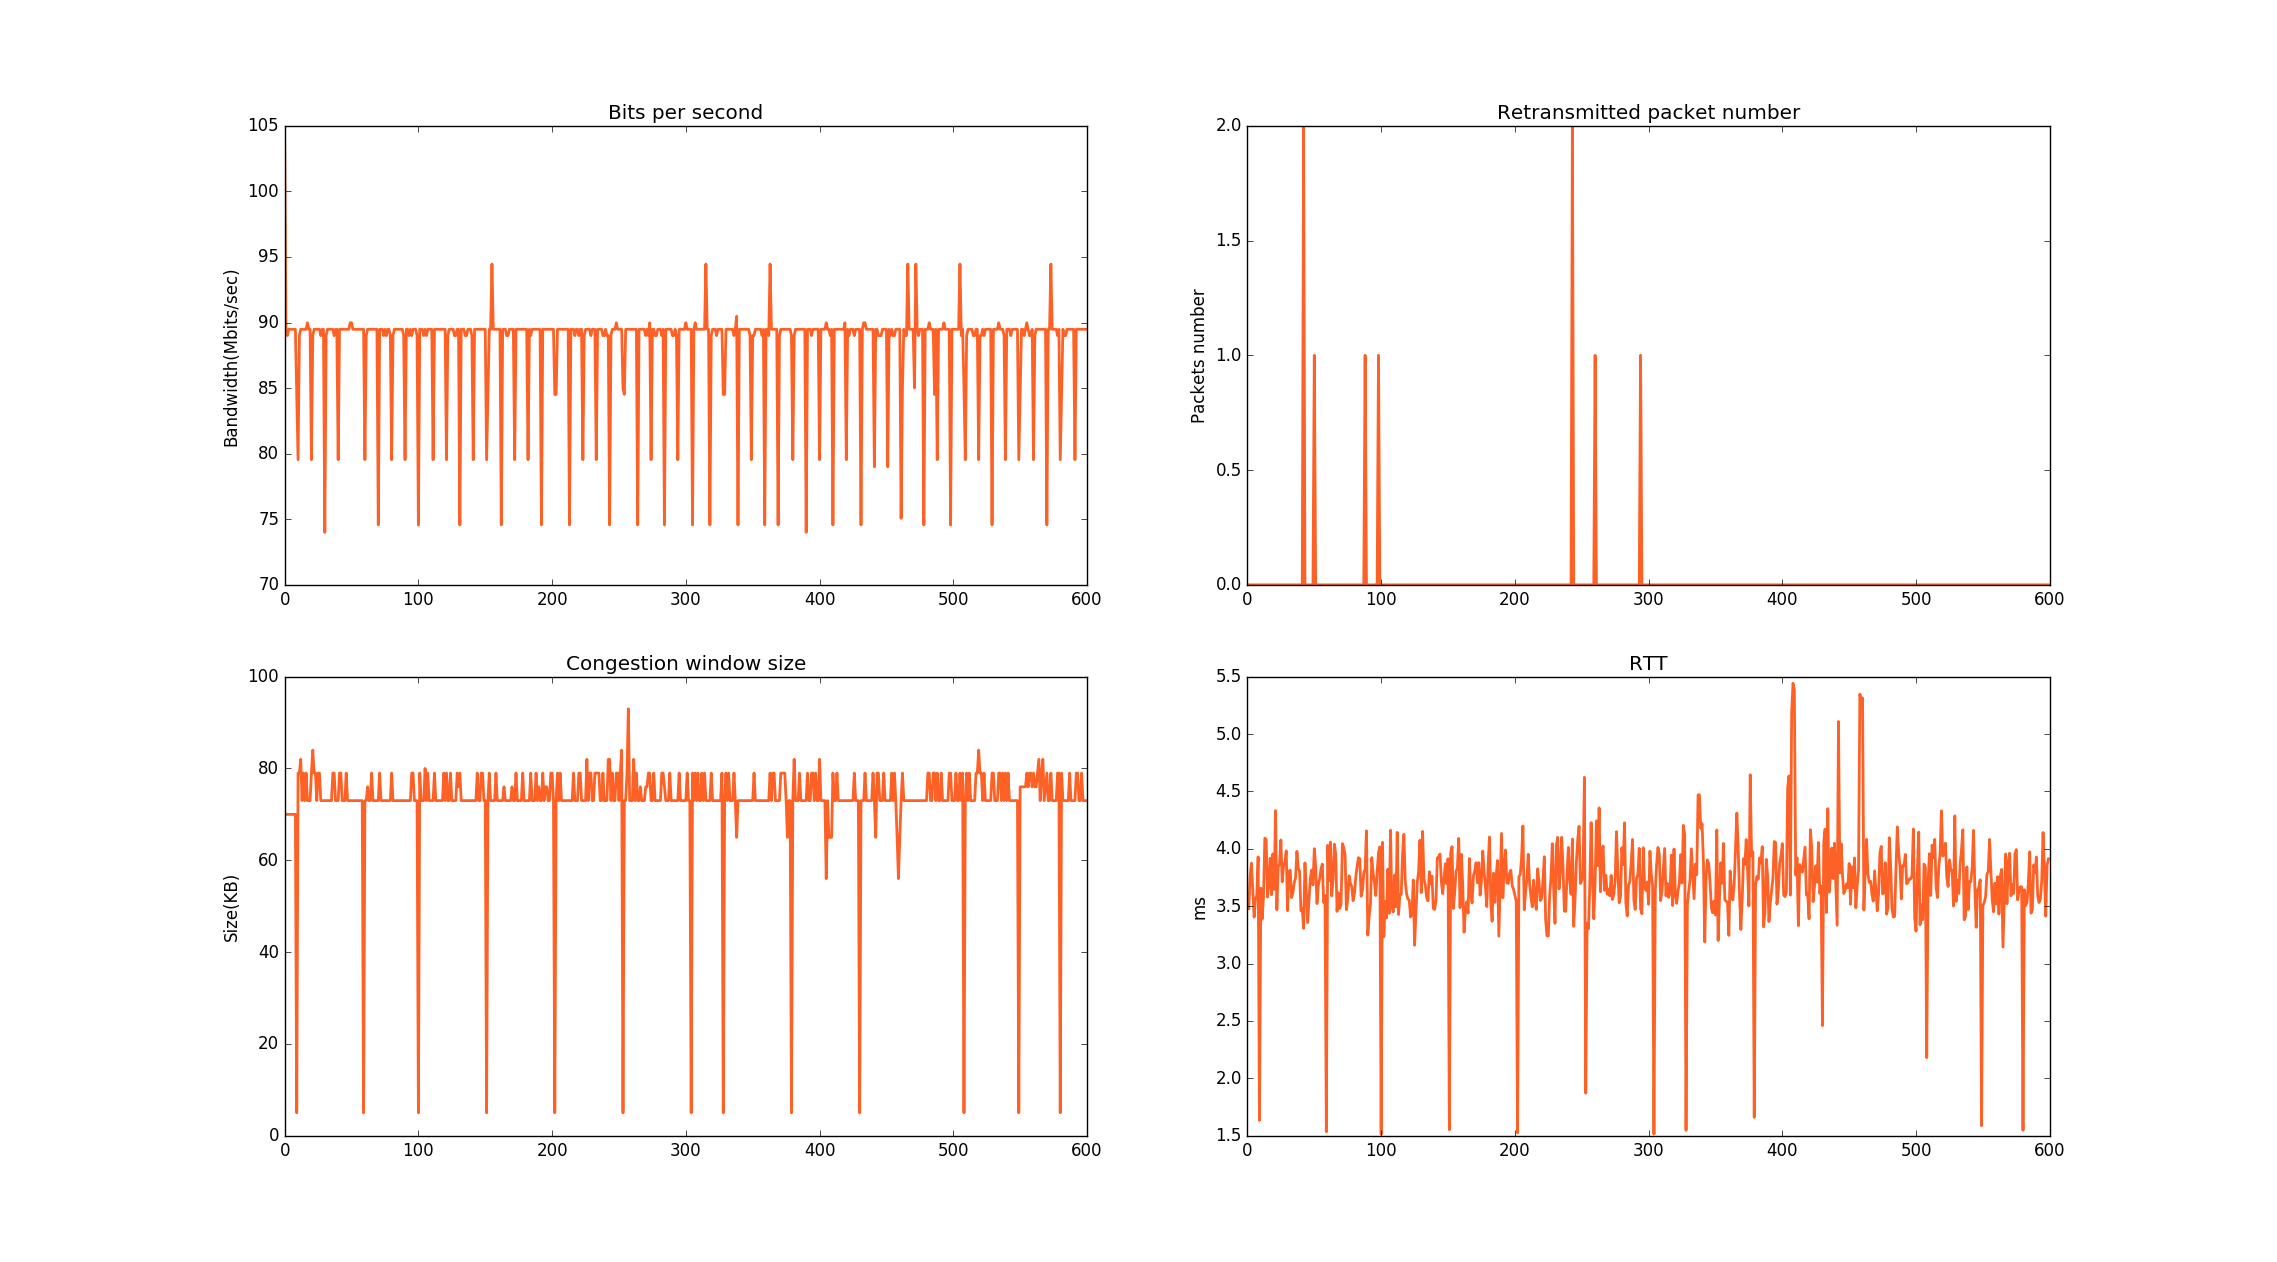 Bits per second
105
100
95
90
85
80
75
70
Bandwidth(Mbits/sec)
0 100 200 300 400 500 600
Retransmitted packet number
2.0
1.5
1.0
0.5
0.0
Packets number
0 100 200 300 400 500 600
Congestion window size
100
80
60
40
20
0
Size(KB)
0 100 200 300 400 500 600
RTT
5.5
5.0
4.5
4.0
3.5
3.0
2.5
2.0
1.5
ms
0 100 200 300 400 500 600